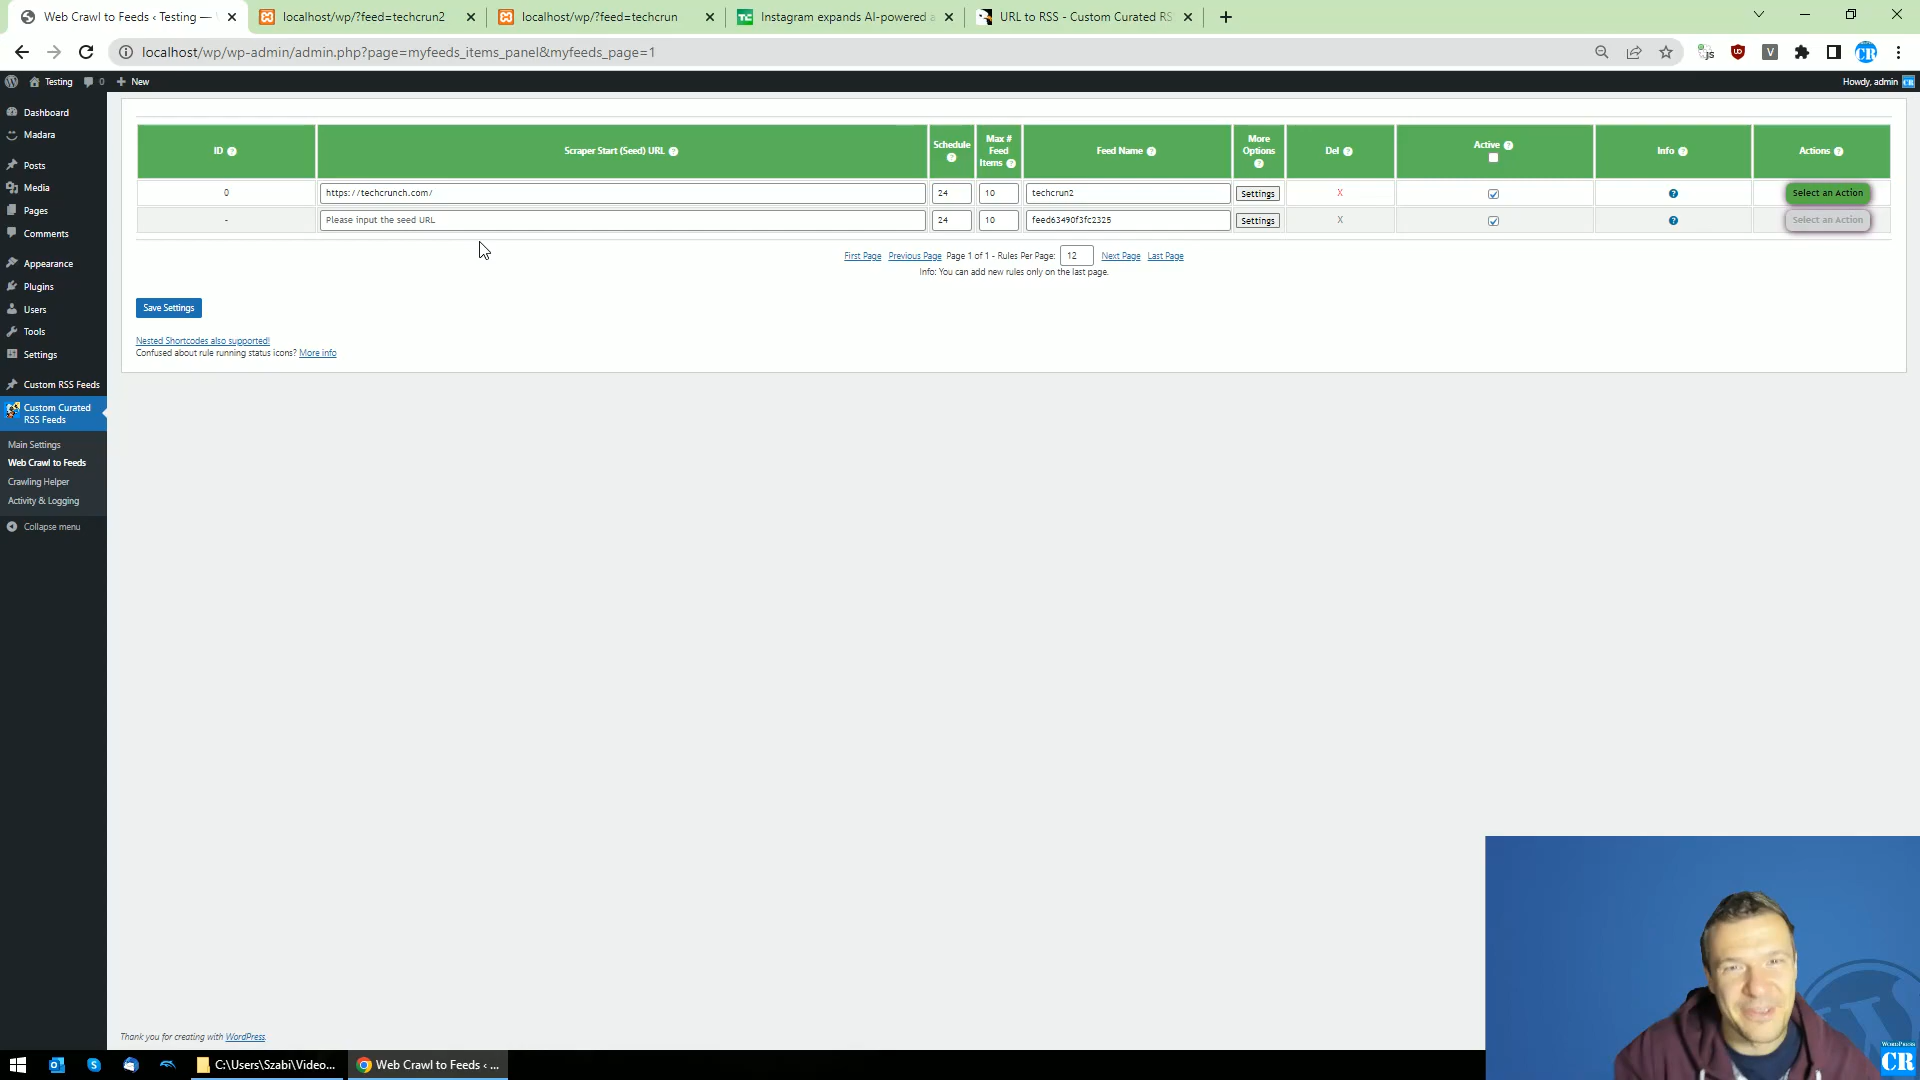 Web Crawl to Feeds ‹ Testing —
localhost/wp/?feed=techcrun2
localhost/wp/?feed=techcrun
Instagram expands AI-powered a
URL to RSS - Custom Curated RS
localhost/wp/wp-admin/admin.php?page=myfeeds_items_panel&myfeeds_page=1
Testing
0
New
Howdy, admin
Dashboard
Madara
Posts
Media
Pages
Comments
Appearance
Plugins
Users
Tools
Settings
Custom RSS Feeds
Custom Curated
RSS Feeds
Main Settings
Web Crawl to Feeds
Crawling Helper
Activity & Logging
Collapse menu
ID
Scraper Start (Seed) URL
Schedule
Max #
Feed
Items
Feed Name
More
Options
Del
Active
Info
Actions
0 https://techcrunch.com/ 24 10 techcrun2 Settings X Select an Action
- Please input the seed URL 24 10 feed63490f3fc2325 Settings X Select an Action
First Page Previous Page Page 1 of 1 - Rules Per Page: 12 Next Page Last Page
Info: You can add new rules only on the last page.
Save Settings
Nested Shortcodes also supported!
Confused about rule running status icons? More info
Thank you for creating with WordPress.
C:\Users\Szabi\Video...
Web Crawl to Feeds ‹ ...
WORDPRESS
CR